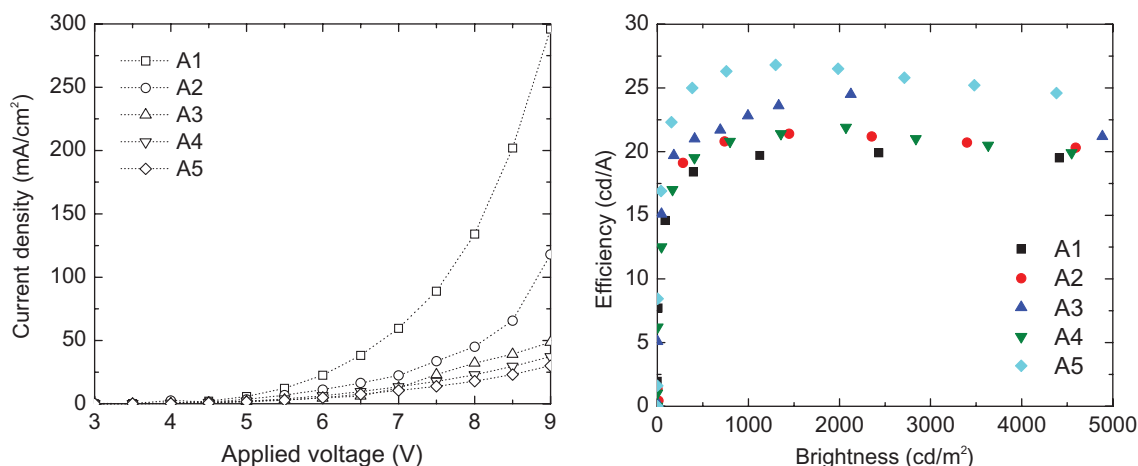 300
250
200
150
100
50
0
Current density (mA/cm²)
A1
A2
A3
A4
A5
3 4 5 6 7 8 9
Applied voltage (V)
30
25
20
15
10
5
0
Efficiency (cd/A)
A1
A2
A3
A4
A5
0 1000 2000 3000 4000 5000
Brightness (cd/m²)